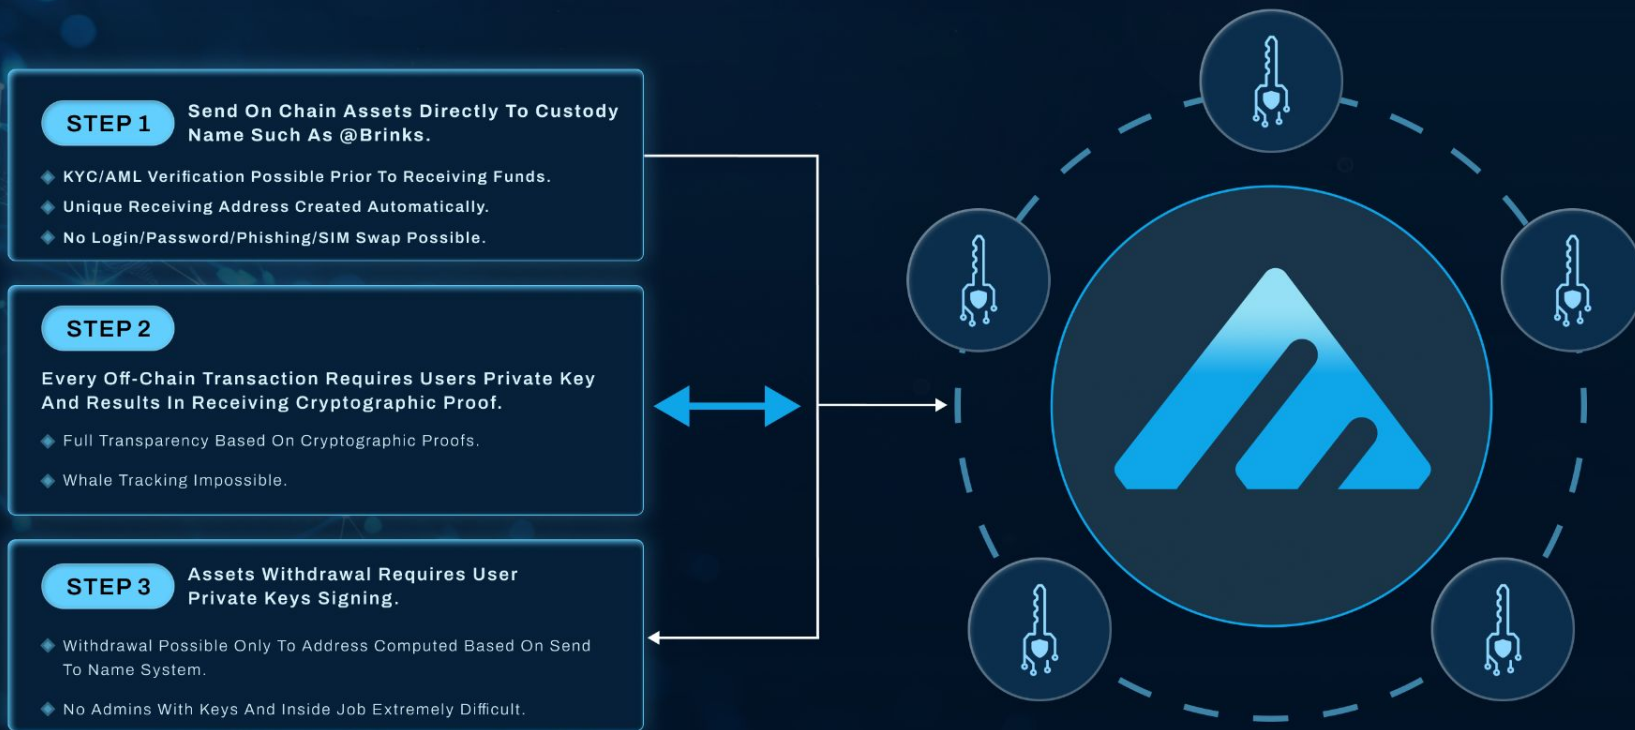 STEP 1
Send On Chain Assets Directly To Custody
Name Such As @Brinks.
KYC/AML Verification Possible Prior To Receiving Funds.
Unique Receiving Address Created Automatically.
No Login/Password/Phishing/SIM Swap Possible.
STEP 2
Every Off-Chain Transaction Requires Users Private Key
And Results In Receiving Cryptographic Proof.
Full Transparency Based On Cryptographic Proofs.
Whale Tracking Impossible.
STEP 3
Assets Withdrawal Requires User
Private Keys Signing.
Withdrawal Possible Only To Address Computed Based On Send
To Name System.
No Admins With Keys And Inside Job Extremely Difficult.